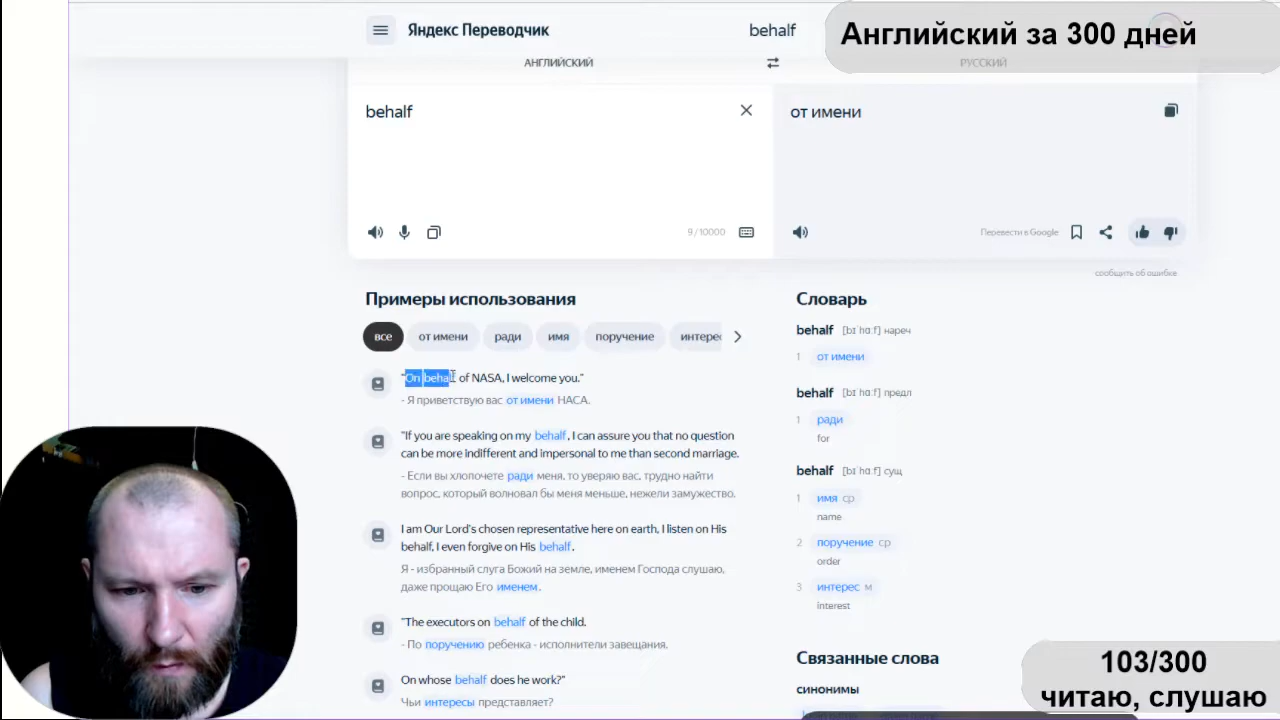 Яндекс Переводчик
behalf
Английский за 300 дней
АНГЛИЙСКИЙ
РУССКИЙ
behalf
от имени
9 / 10000
Перевести в Google
сообщить об ошибке
Примеры использования
все
от имени
ради
имя
поручение
интерес
"On behalf of NASA, I welcome you."
- Я приветствую вас от имени НАСА.
"If you are speaking on my behalf, I can assure you that no question
can be more indifferent and impersonal to me than second marriage.
- Если вы хлопочете ради меня, то уверяю вас, трудно найти
вопрос, который волновал бы меня меньше, нежели замужество.
I am Our Lord's chosen representative here on earth, I listen on His
behalf, I even forgive on His behalf.
Я - избранный слуга Божий на земле, именем Господа слушаю,
даже прощаю Его именем.
"The executors on behalf of the child.
- По поручению ребенка - исполнители завещания.
On whose behalf does he work?"
Чьи интересы представляет?
Словарь
behalf [bɪˈhɑːf] нареч
1 от имени
behalf [bɪˈhɑːf] предл
1 ради
for
behalf [bɪˈhɑːf] сущ
1 имя ср
name
2 поручение ср
order
3 интерес м
interest
Связанные слова
синонимы
103/300
читаю, слушаю